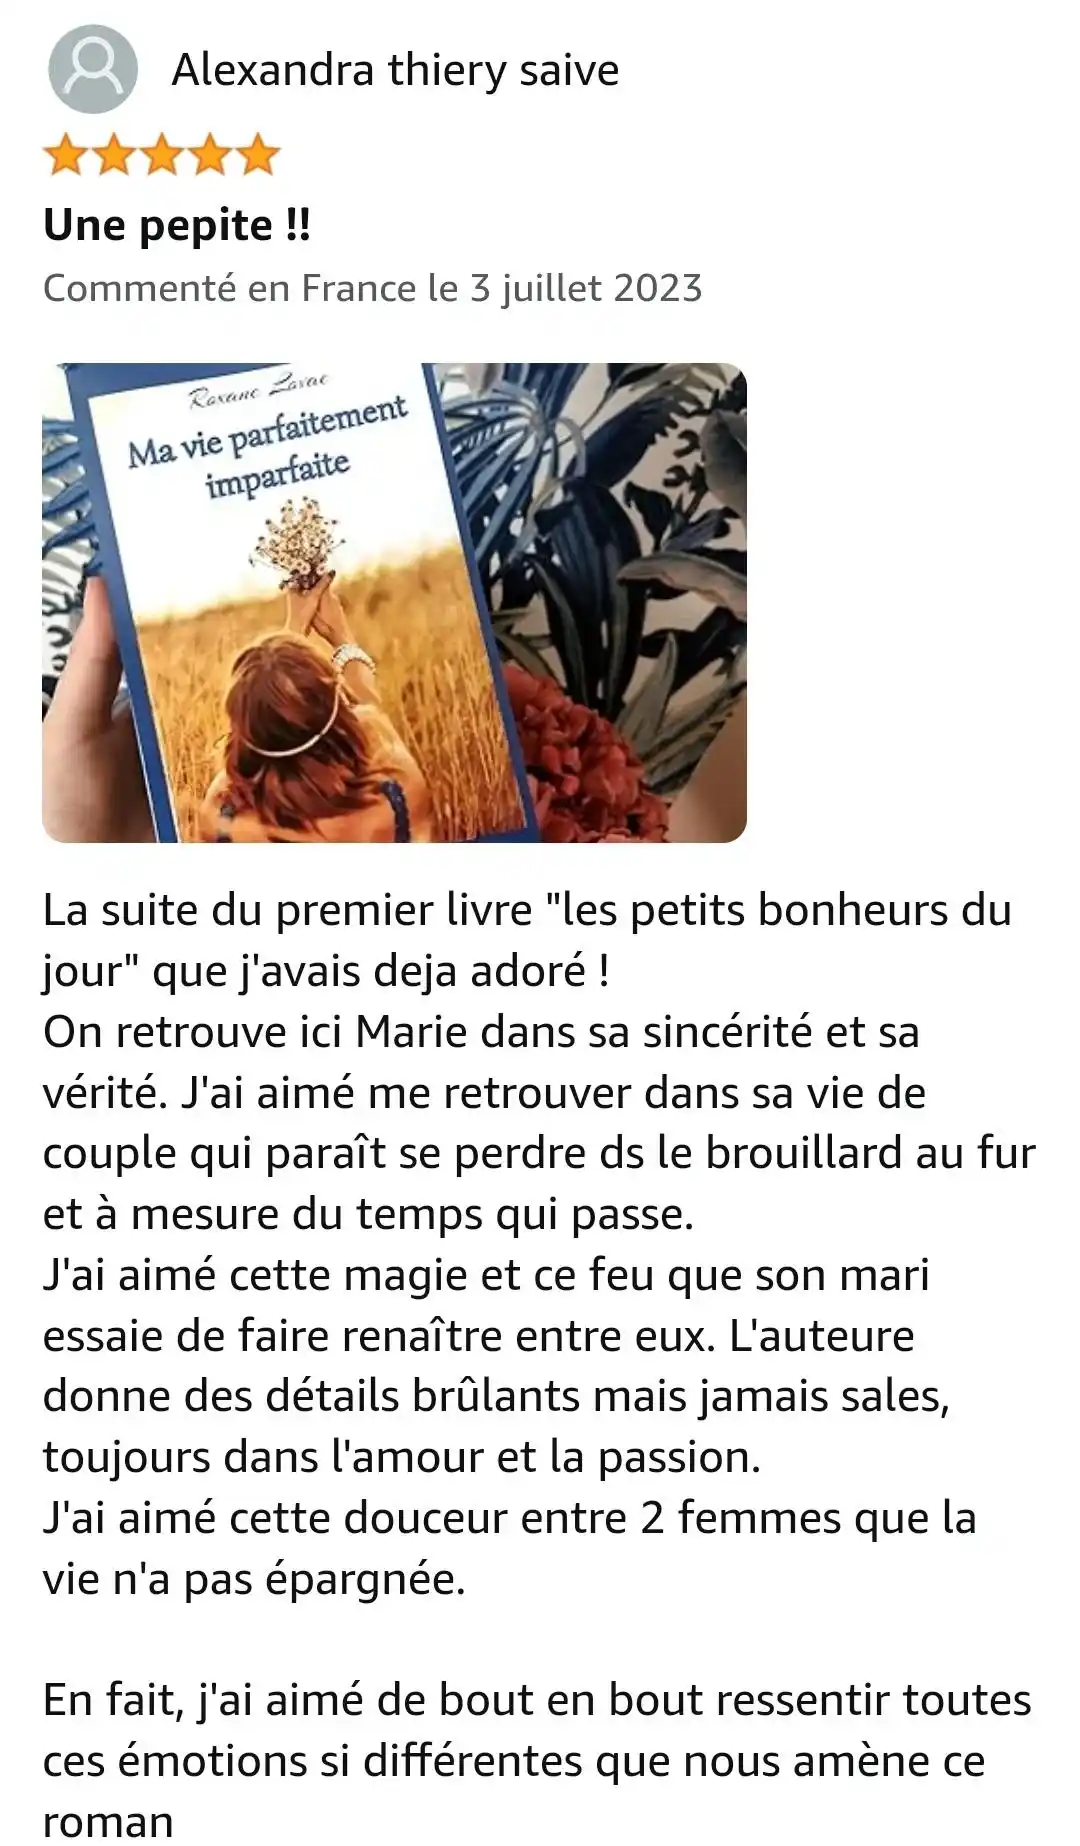 Alexandra thiery saive
Une pepite !!
Commenté en France le 3 juillet 2023
Roxane Lavac
Ma vie parfaitement
imparfaite
La suite du premier livre "les petits bonheurs du
jour" que j'avais deja adoré !
On retrouve ici Marie dans sa sincérité et sa
vérité. J'ai aimé me retrouver dans sa vie de
couple qui paraît se perdre ds le brouillard au fur
et à mesure du temps qui passe.
J'ai aimé cette magie et ce feu que son mari
essaie de faire renaître entre eux. L'auteure
donne des détails brûlants mais jamais sales,
toujours dans l'amour et la passion.
J'ai aimé cette douceur entre 2 femmes que la
vie n'a pas épargnée.
En fait, j'ai aimé de bout en bout ressentir toutes
ces émotions si différentes que nous amène ce
roman